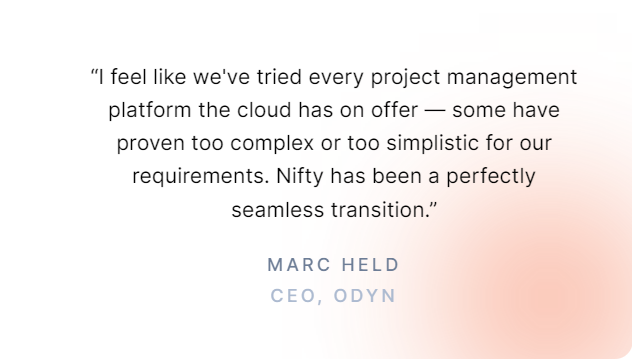 “I feel like we've tried every project management
platform the cloud has on offer — some have
proven too complex or too simplistic for our
requirements. Nifty has been a perfectly
seamless transition.”
MARC HELD
CEO, ODYN